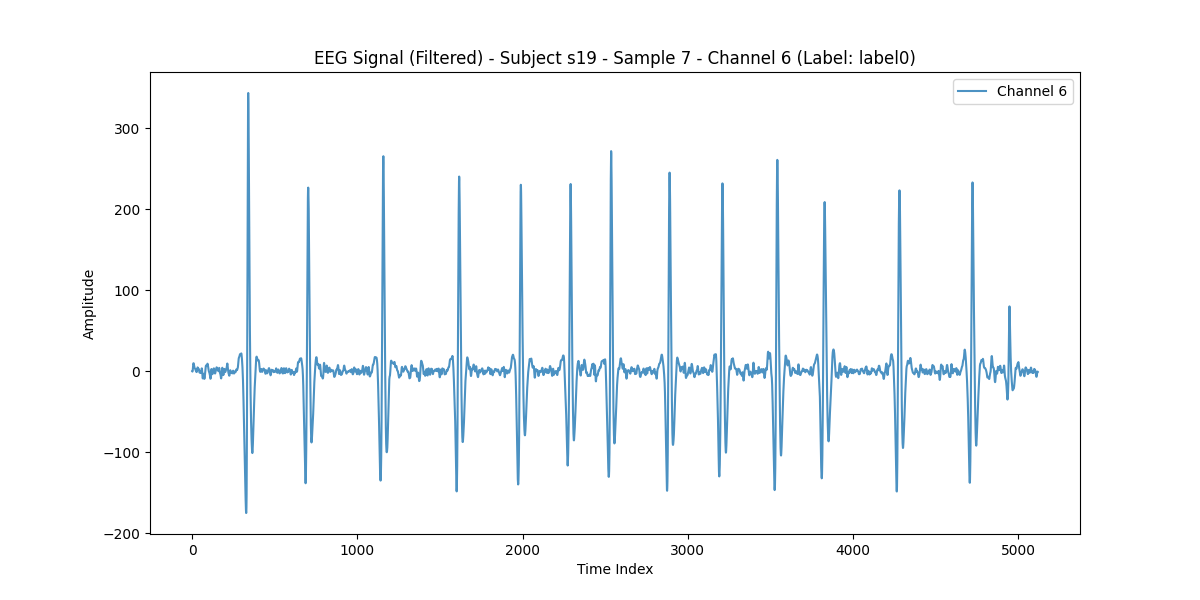 EEG Signal (Filtered) - Subject s19 - Sample 7 - Channel 6 (Label: label0)
Channel 6
300
200
100
0
−100
−200
Amplitude
0 1000 2000 3000 4000 5000
Time Index